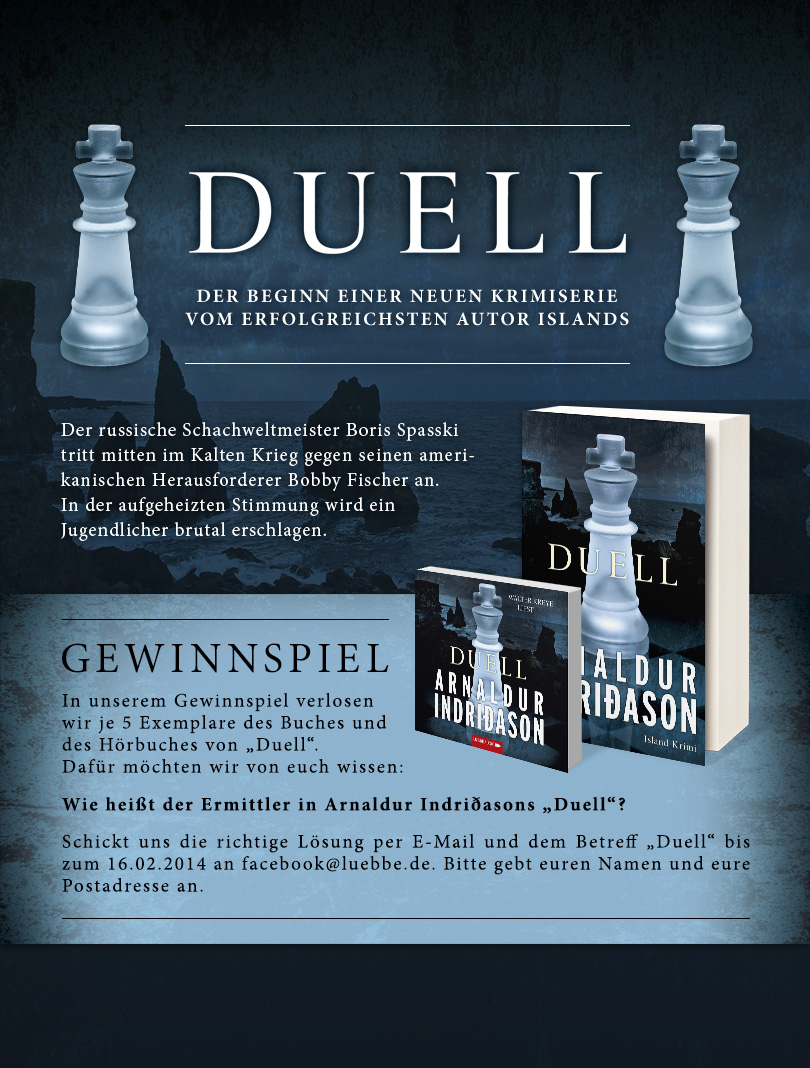 DUELL
DER BEGINN EINER NEUEN KRIMISERIE
VOM ERFOLGREICHSTEN AUTOR ISLANDS
Der russische Schachweltmeister Boris Spasski
tritt mitten im Kalten Krieg gegen seinen ameri-
kanischen Herausforderer Bobby Fischer an.
In der aufgeheizten Stimmung wird ein
Jugendlicher brutal erschlagen.
DUELL
NALDUR
RIÐASON
Island Krimi
WALTER KREYE
LIEST
DUELL
ARNALDUR
INDRIÐASON
GEWINNSPIEL
In unserem Gewinnspiel verlosen
wir je 5 Exemplare des Buches und
des Hörbuches von „Duell“.
Dafür möchten wir von euch wissen:
Wie heißt der Ermittler in Arnaldur Indriðasons „Duell“?
Schickt uns die richtige Lösung per E-Mail und dem Betreff „Duell“ bis
zum 16.02.2014 an facebook@luebbe.de. Bitte gebt euren Namen und eure
Postadresse an.